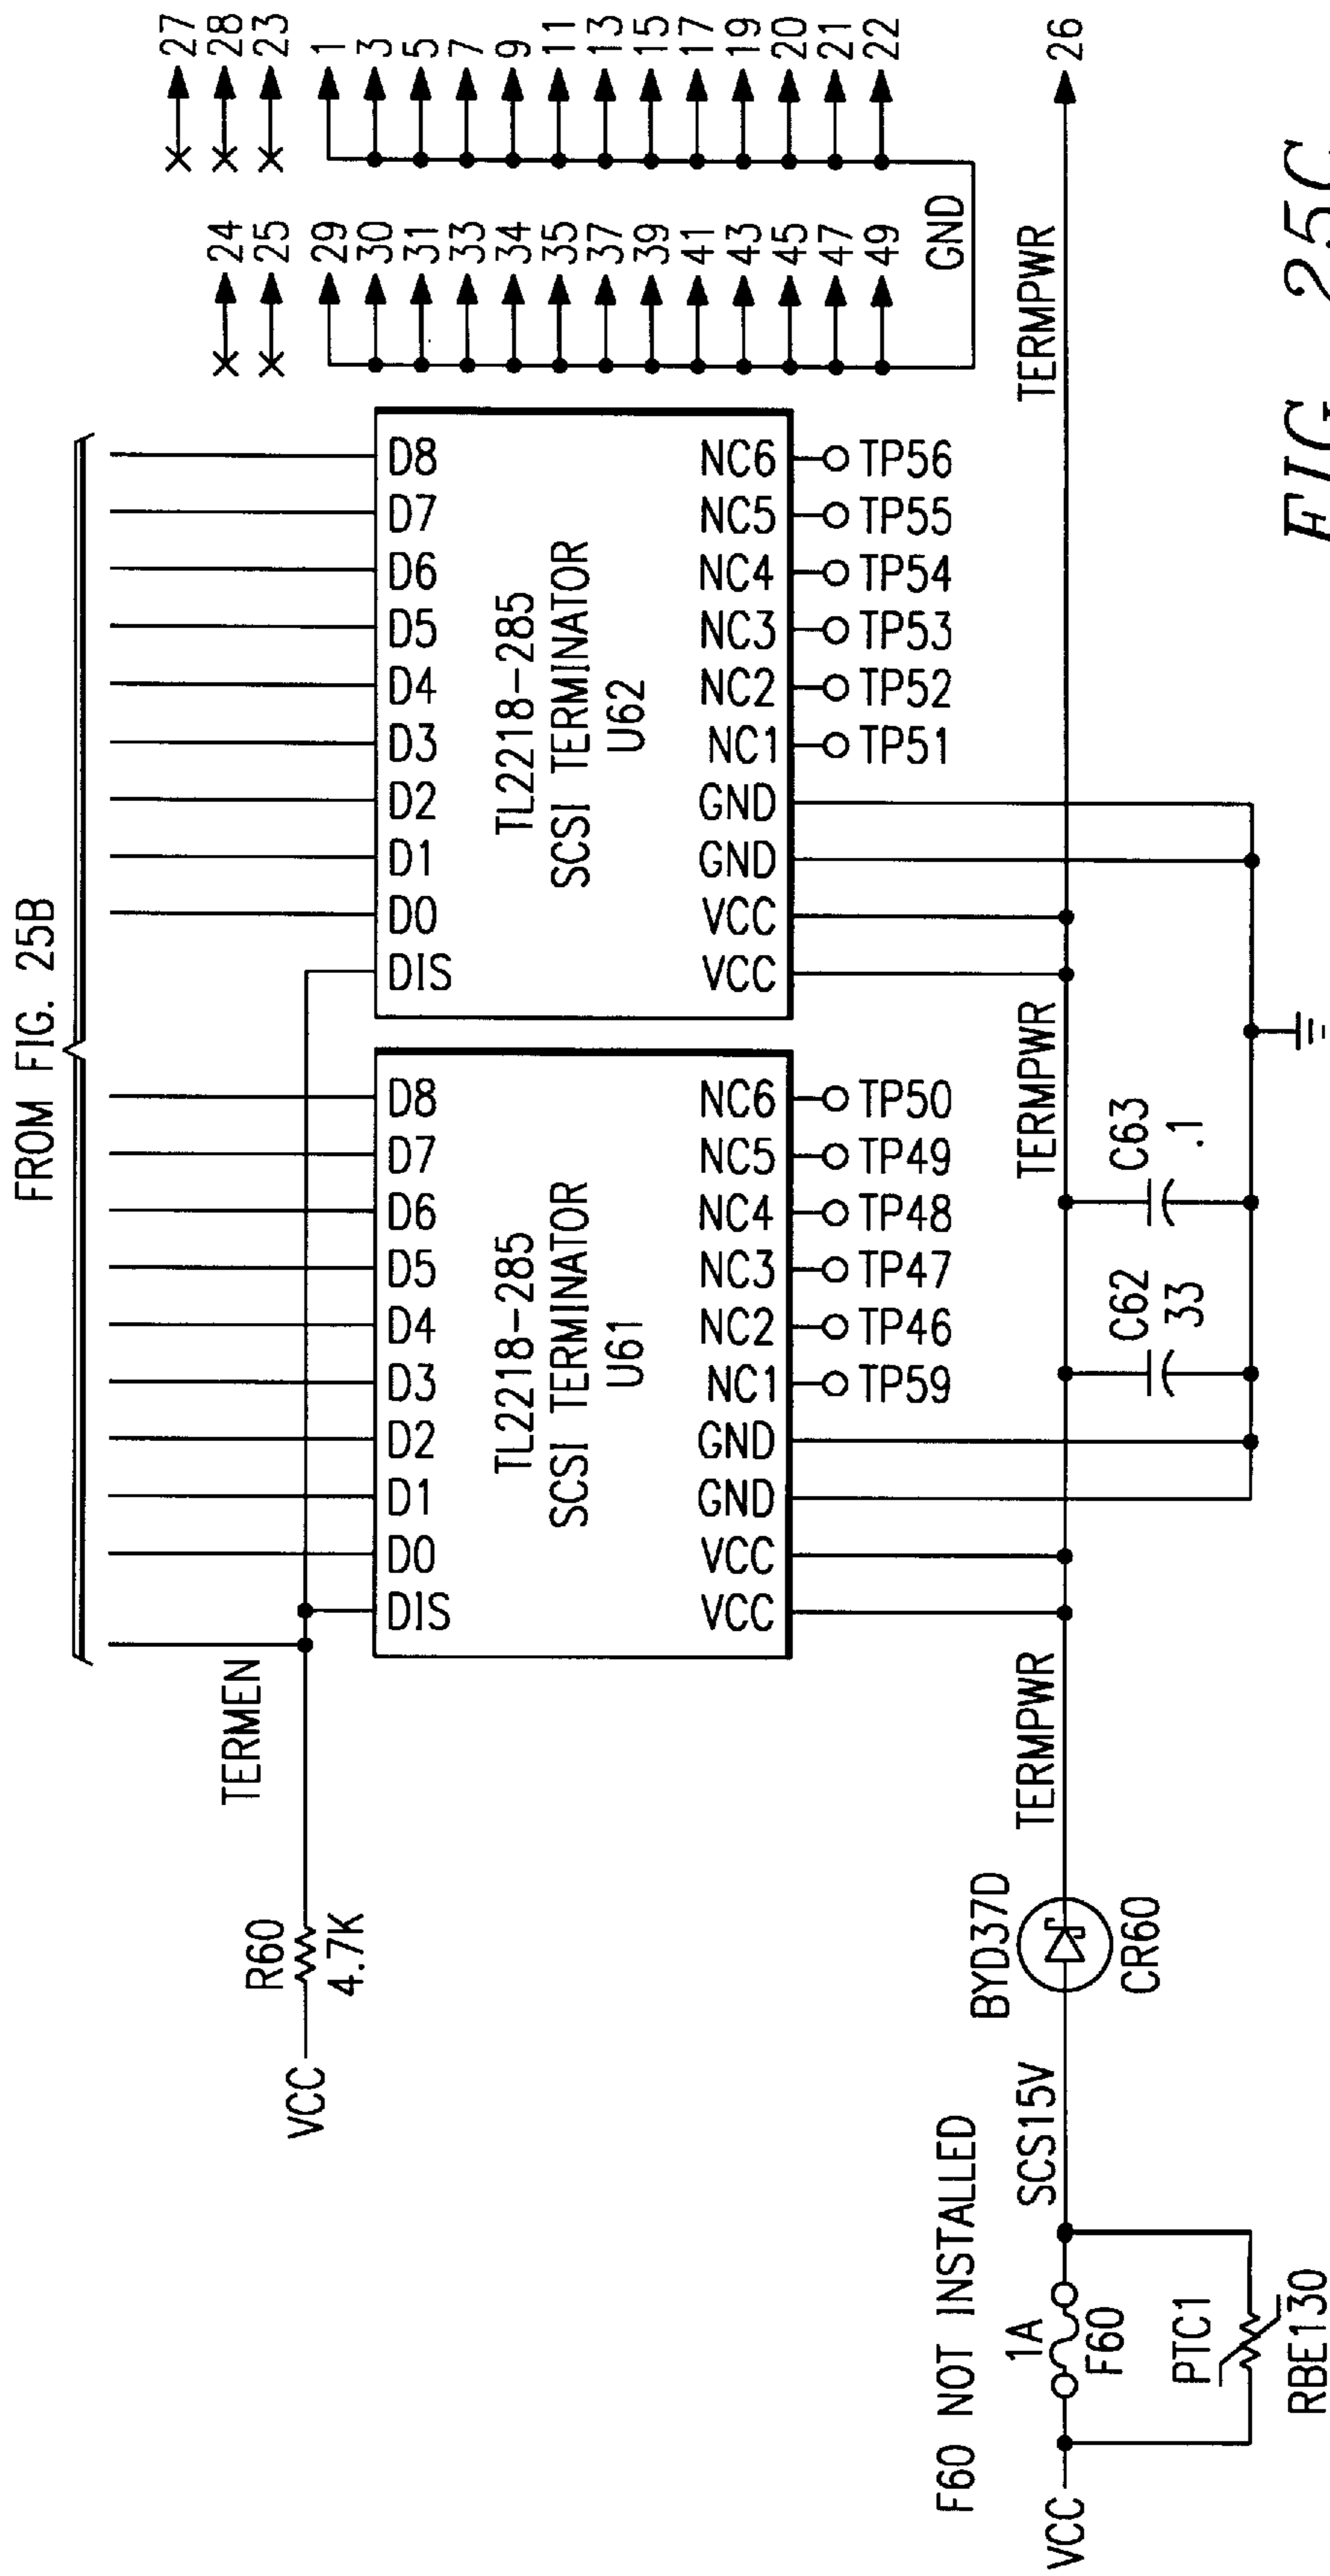 FROM FIG. 25B
TERMEN
VCC
R60
4.7K
DIS
D0
D1
D2
D3
D4
D5
D6
D7
D8
TL2218-285
SCSI TERMINATOR
U61
VCC
VCC
GND
GND
NC1
NC2
NC3
NC4
NC5
NC6
TP59
TP46
TP47
TP48
TP49
TP50
DIS
D0
D1
D2
D3
D4
D5
D6
D7
D8
TL2218-285
SCSI TERMINATOR
U62
VCC
VCC
GND
GND
NC1
NC2
NC3
NC4
NC5
NC6
TP51
TP52
TP53
TP54
TP55
TP56
24
25
29
30
31
33
34
35
37
39
41
43
45
47
49
27
28
23
1
3
5
7
9
11
13
15
17
19
20
21
22
GND
F60 NOT INSTALLED
VCC
1A
F60
PTC1
RBE130
SCS15V
BYD37D
CR60
TERMPWR
C62
33
C63
.1
TERMPWR
TERMPWR
26
FIG. 25C